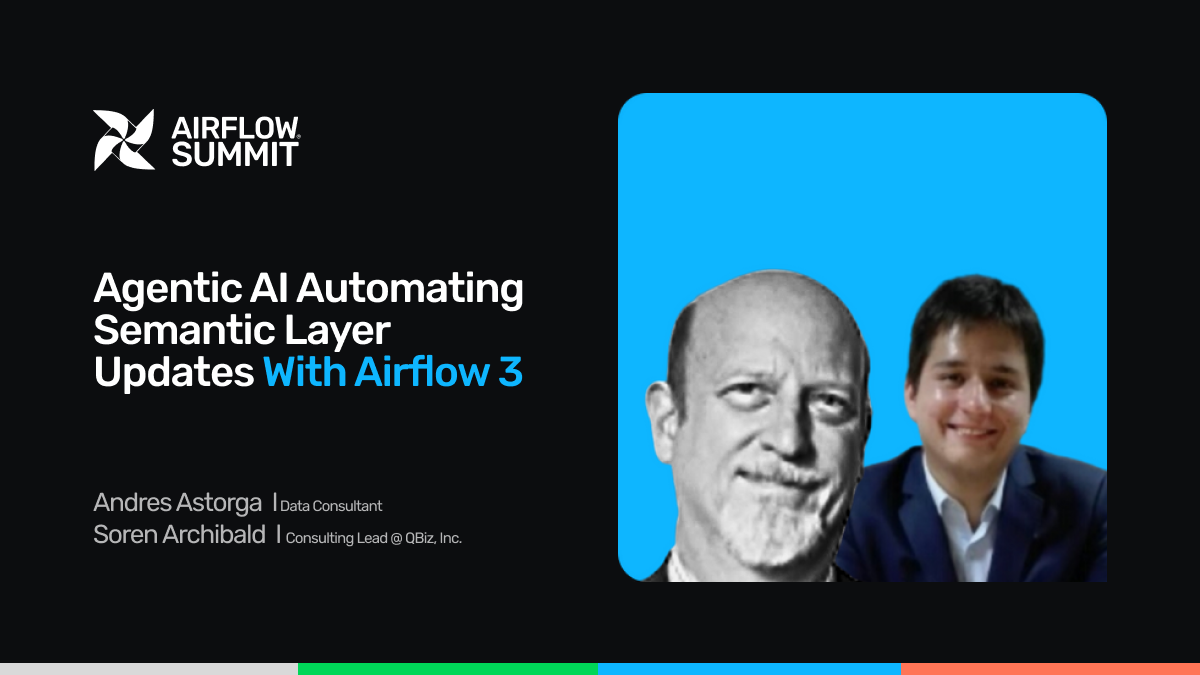 AIRFLOW
SUMMIT
Agentic AI Automating
Semantic Layer
Updates With Airflow 3
Andres Astorga | Data Consultant
Soren Archibald | Consulting Lead @ QBiz, Inc.